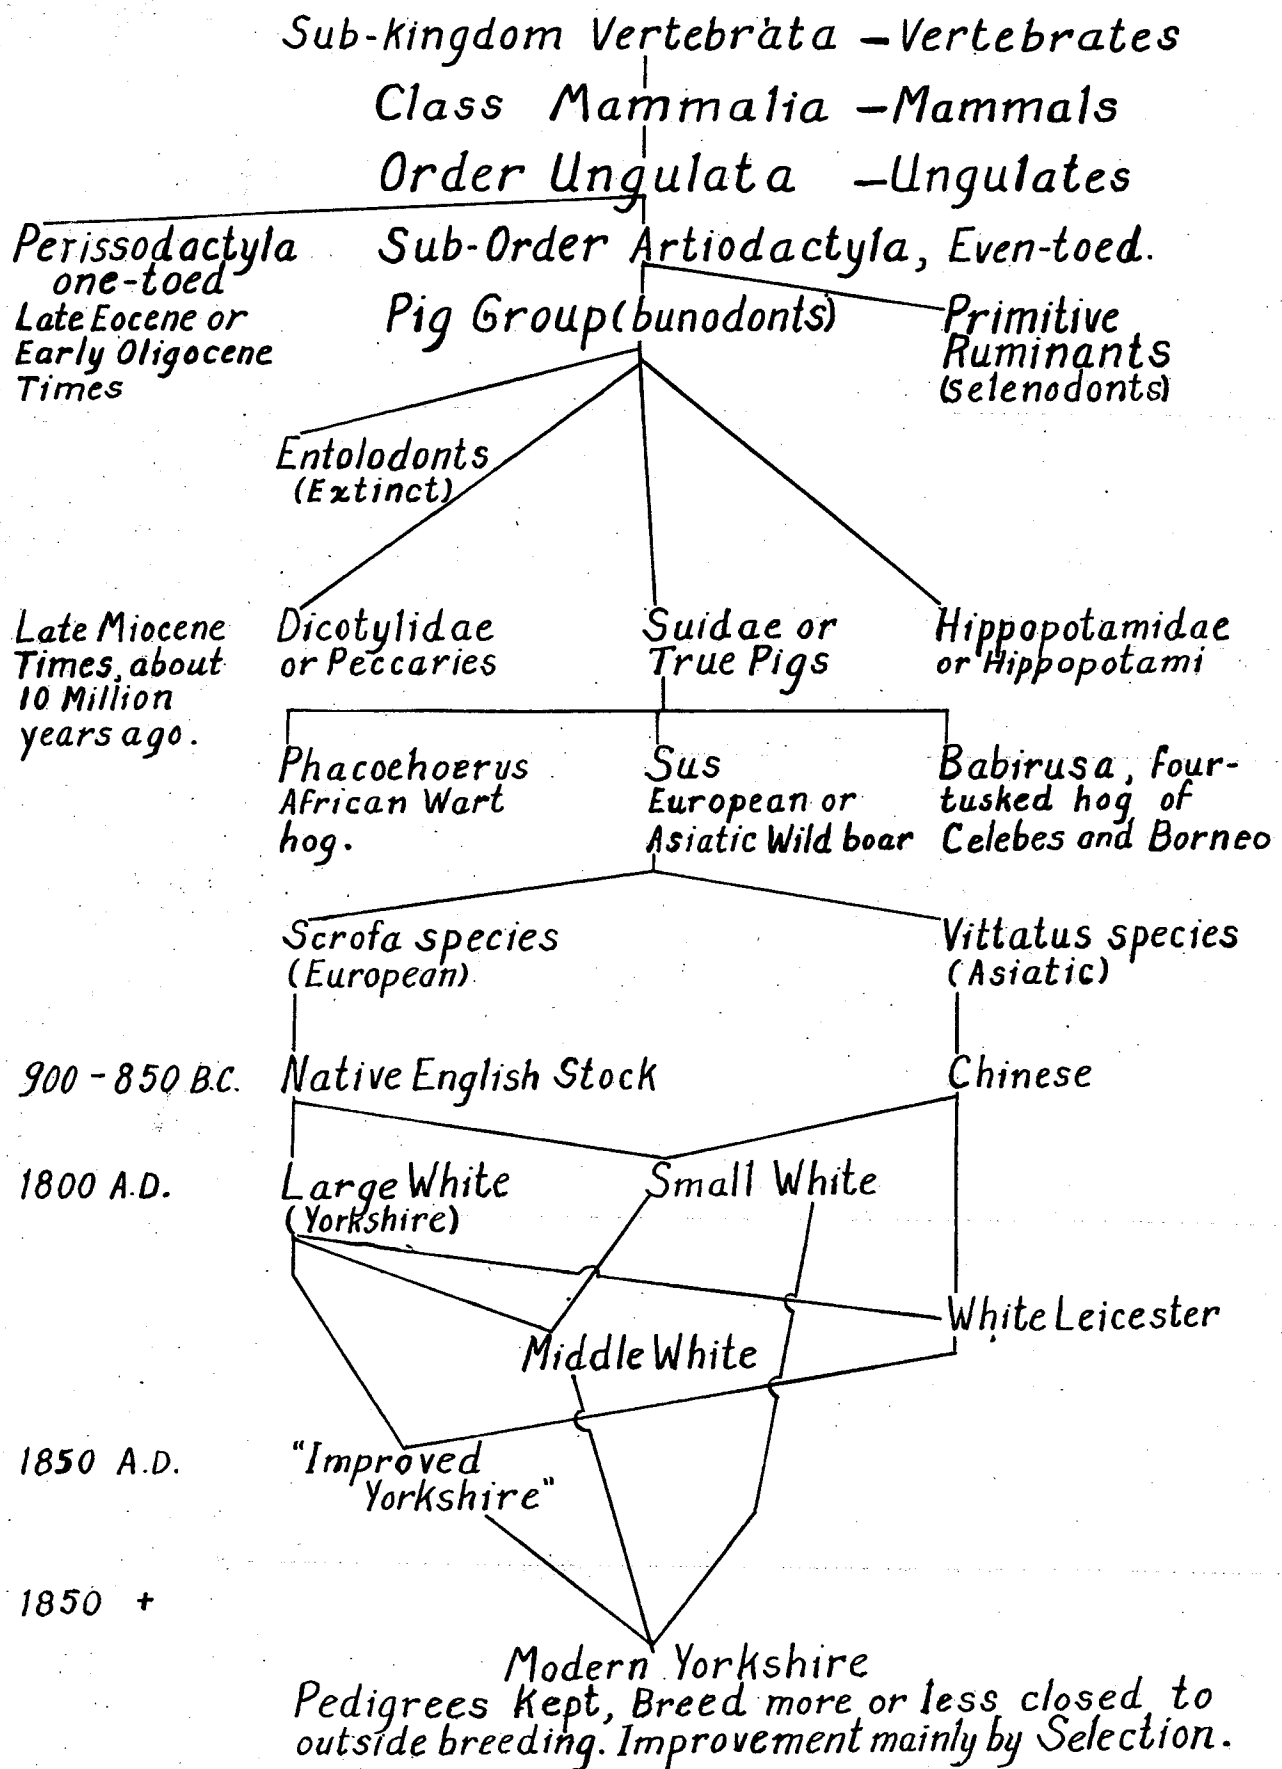 Sub-kingdom Vertebrata – Vertebrates
Class Mammalia – Mammals
Order Ungulata – Ungulates
Perissodactyla
one-toed
Late Eocene or
Early Oligocene
Times
Sub-Order Artiodactyla, Even-toed.
Pig Group (bunodonts)
Primitive
Ruminants
(selenodonts)
Entolodonts
(Extinct)
Late Miocene
Times, about
10 Million
years ago.
Dicotylidae
or Peccaries
Suidae or
True Pigs
Hippopotamidae
or Hippopotami
Phacoehoerus
African Wart
hog.
Sus
European or
Asiatic Wild boar
Babirusa, four-
tusked hog of
Celebes and Borneo
Scrofa species
(European)
Vittatus species
(Asiatic)
900 - 850 B.C.
Native English Stock
Chinese
1800 A.D.
Large White
(Yorkshire)
Small White
White Leicester
Middle White
1850 A.D.
"Improved
Yorkshire"
1850 +
Modern Yorkshire
Pedigrees Kept, Breed more or less closed to
outside breeding. Improvement mainly by Selection.